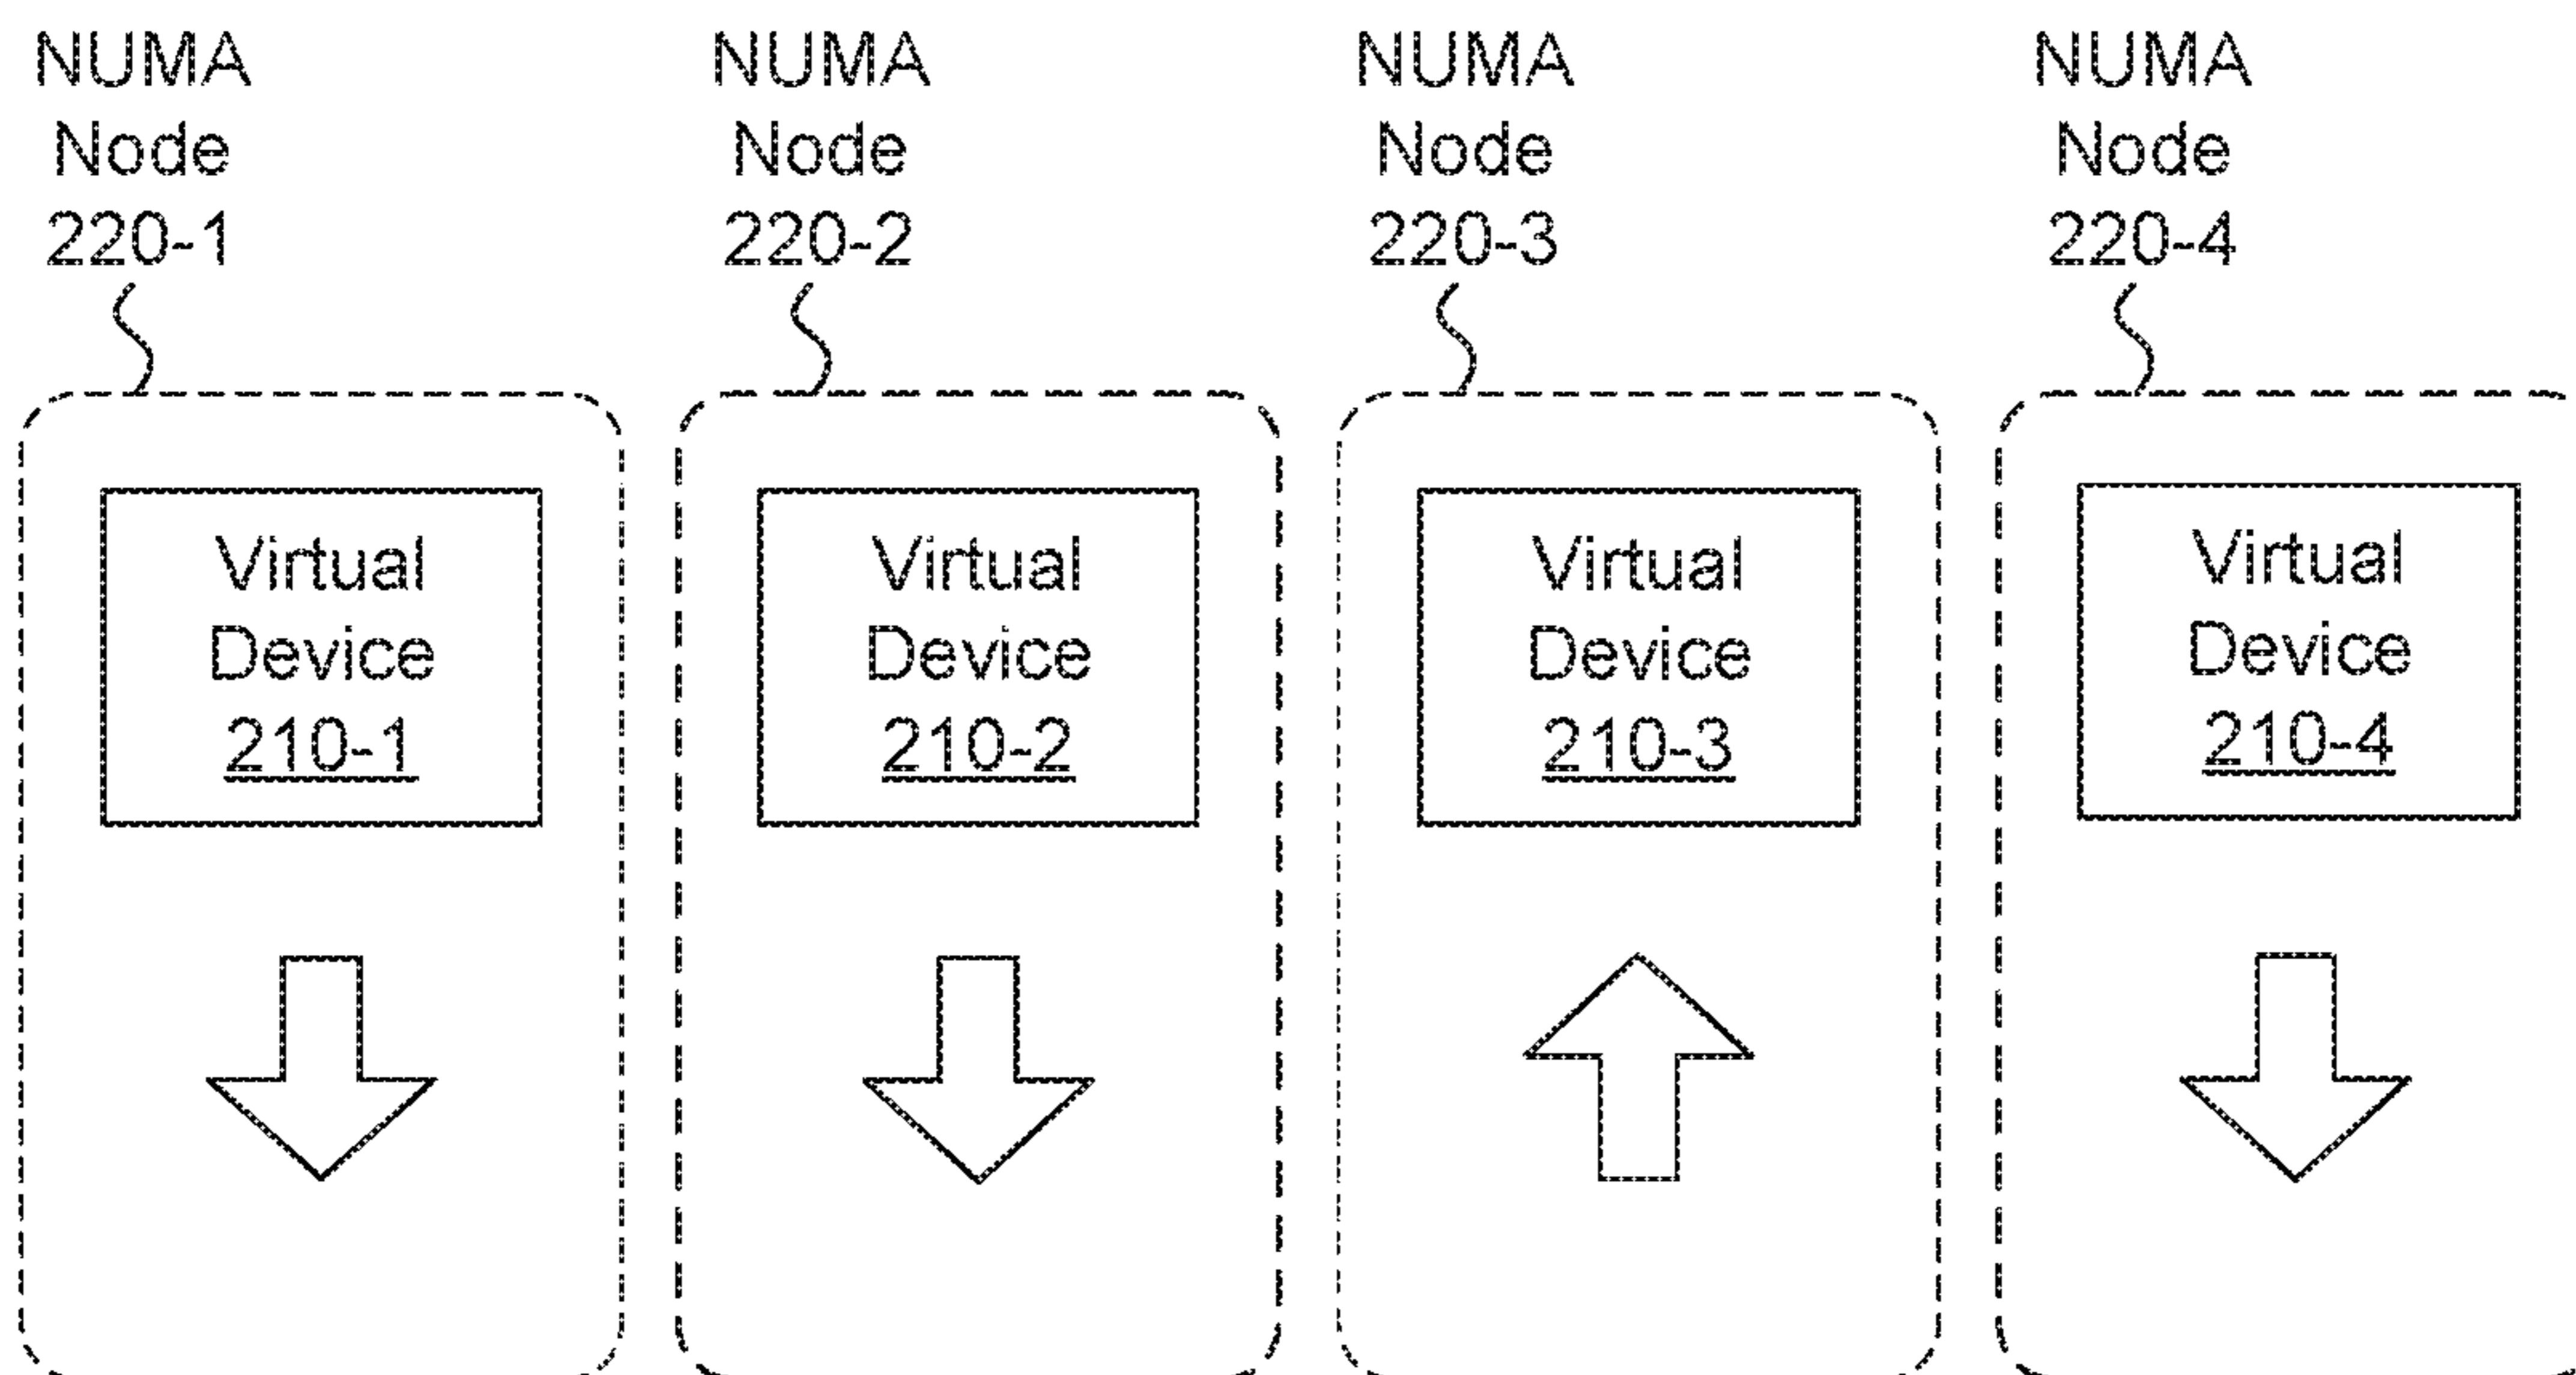 NUMA
Node
220-1
NUMA
Node
220-2
NUMA
Node
220-3
NUMA
Node
220-4
Virtual
Device
210-1
Virtual
Device
210-2
Virtual
Device
210-3
Virtual
Device
210-4